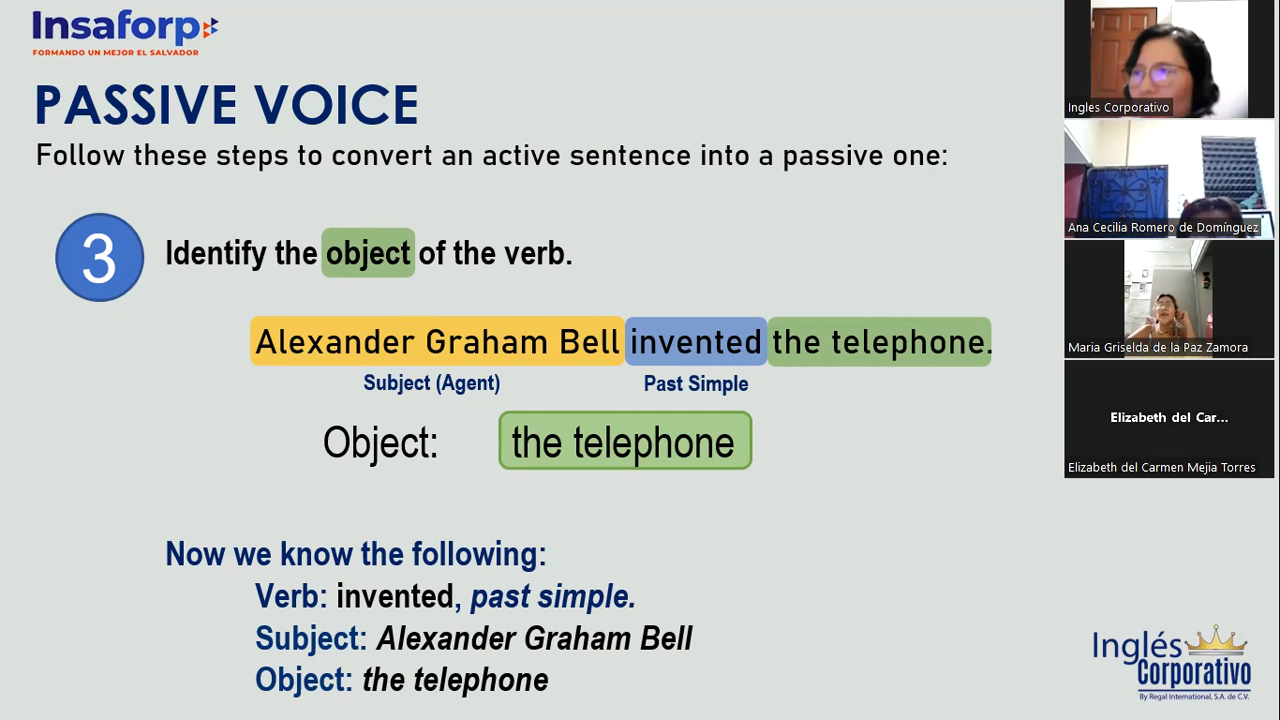 Insaforp
FORMANDO UN MEJOR EL SALVADOR
PASSIVE VOICE
Follow these steps to convert an active sentence into a passive one:
3 Identify the object of the verb.
Alexander Graham Bell invented the telephone.
Subject (Agent) Past Simple
Object: the telephone
Now we know the following:
Verb: invented, past simple.
Subject: Alexander Graham Bell
Object: the telephone
Inglés
Corporativo
By Regal International, S.A. de C.V.
Ingles Corporativo
Ana Cecilia Romero de Domínguez
Maria Griselda de la Paz Zamora
Elizabeth del Car...
Elizabeth del Carmen Mejia Torres